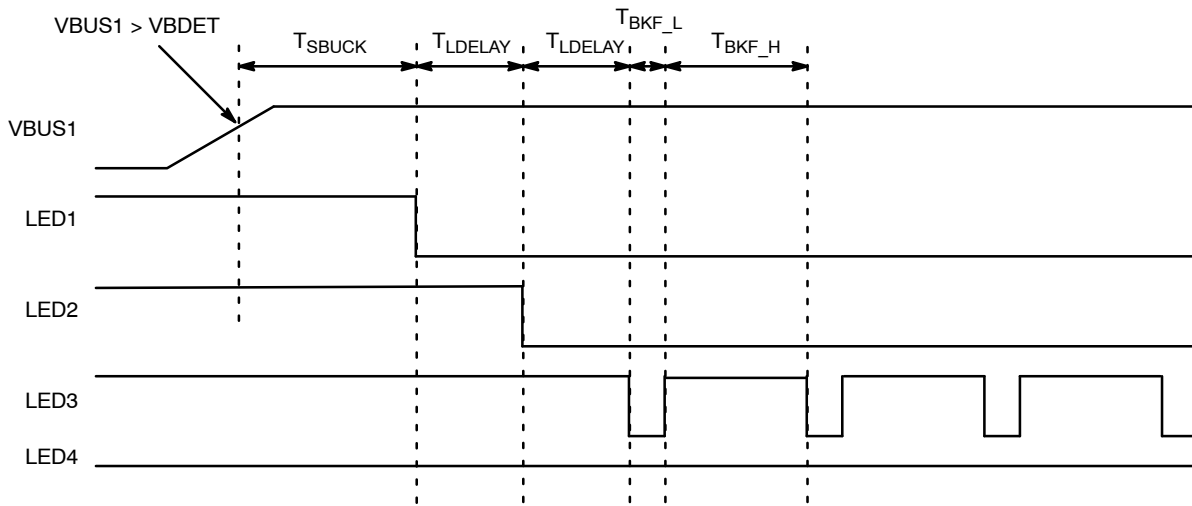 T_BKF_L
VBUS1 > VBDET
T_SBUCK T_LDELAY T_LDELAY T_BKF_H
VBUS1
LED1
LED2
LED3
LED4